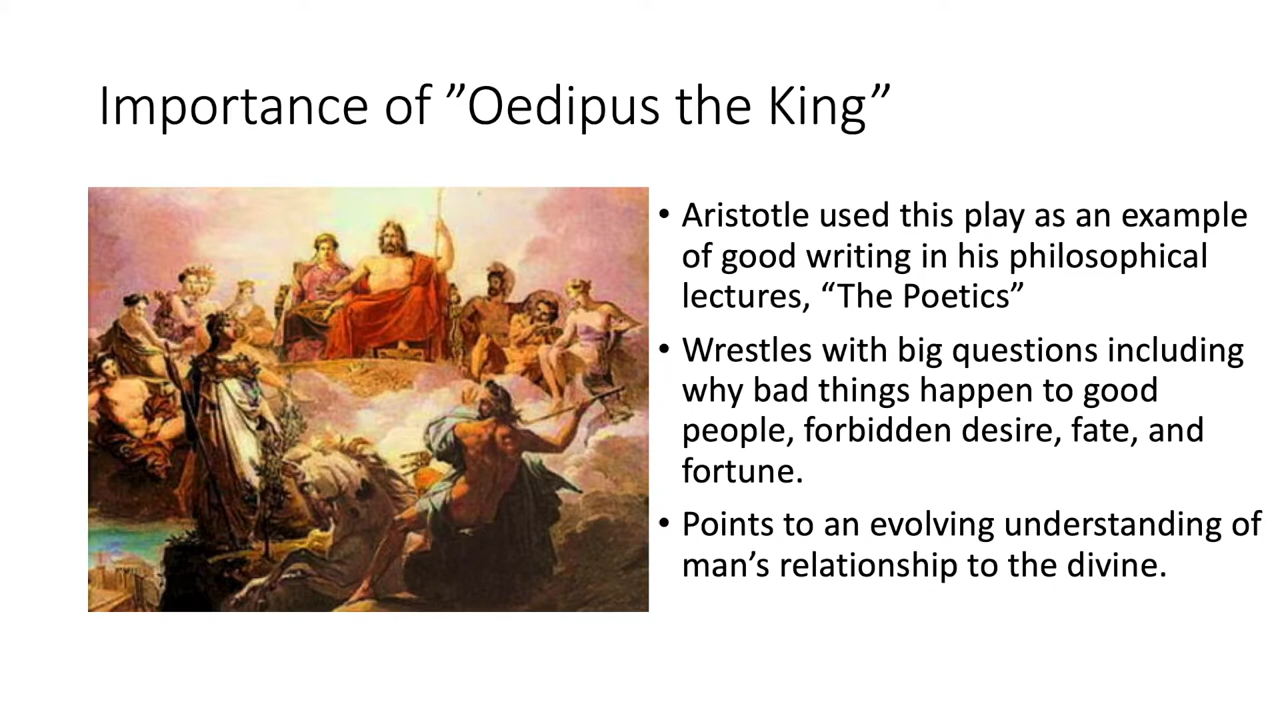 Importance of ”Oedipus the King”
• Aristotle used this play as an example
of good writing in his philosophical
lectures, “The Poetics”
• Wrestles with big questions including
why bad things happen to good
people, forbidden desire, fate, and
fortune.
• Points to an evolving understanding of
man’s relationship to the divine.